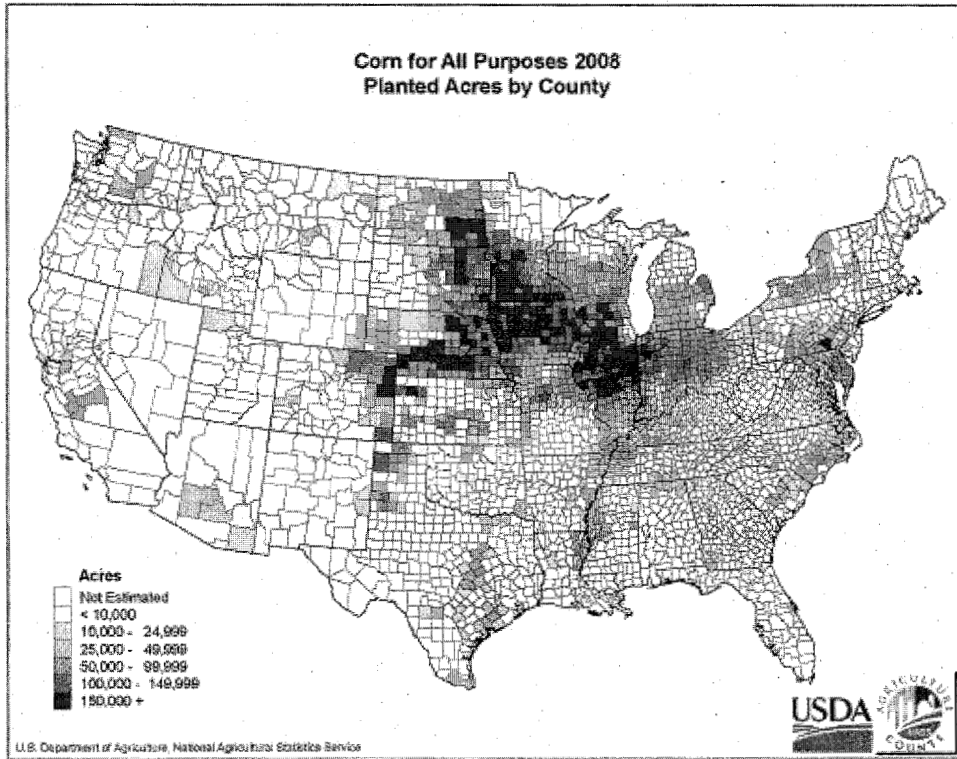 Corn for All Purposes 2008
Planted Acres by County
Acres
Not Estimated
< 10,000
10,000 - 24,999
25,000 - 49,999
50,000 - 99,999
100,000 - 149,999
150,000 +
USDA
AGRICULTURE
COUNTS
U.S. Department of Agriculture, National Agricultural Statistics Service